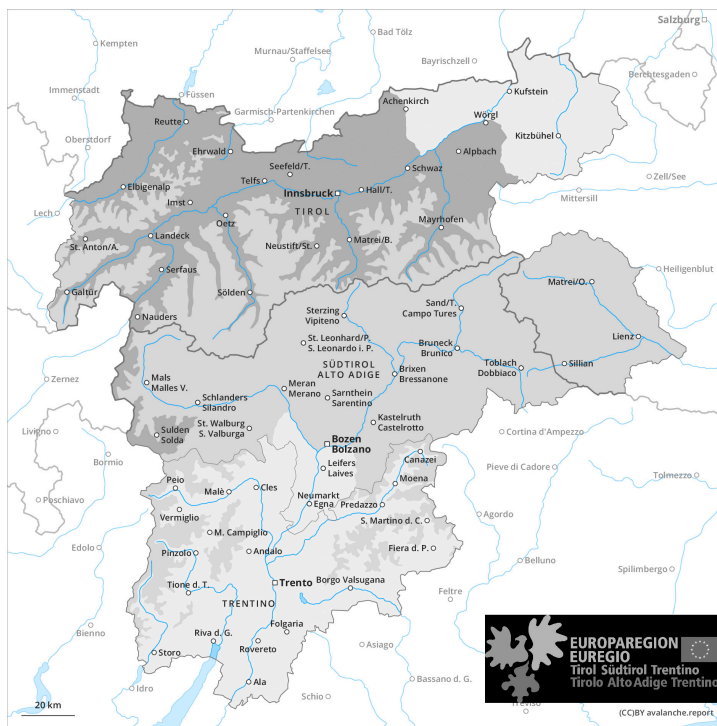 Salzburg
Kempten
Bad Tölz
Murnau/Staffelsee
Bayrischzell
Berchtesgaden
Immenstadt
Füssen
Achenkirch
Kufstein
Garmisch-Partenkirchen
Reutte
Wörgl
Oberstdorf
Ehrwald
Kitzbühel
Seefeld/T.
Alpbach
Telfs
Schwaz
Zell/See
Elbigenalp
Innsbruck
Hall/T.
Mittersill
Imst
TIROL
Lech
Oetz
Mayrhofen
Landeck
Neustift/St.
Matrei/B.
St. Anton/A.
Serfaus
Heiligenblut
Galtür
Sölden
Matrei/O.
Nauders
Sterzing
Vipiteno
Sand/T.
Campo Tures
Lienz
St. Leonhard/P.
S. Leonardo i. P.
Bruneck
Brunico
SÜDTIROL
ALTO ADIGE
Toblach
Dobbiaco
Sillian
Zernez
Mals
Malles V.
Meran
Merano
Brixen
Bressanone
Schlanders
Silandro
Sarnthein
Sarentino
St. Walburg
S. Valburga
Kastelruth
Castelrotto
Livigno
Sulden
Solda
Bozen
Bolzano
Cortina d'Ampezzo
Bormio
Leifers
Laives
Canazei
Pieve di Cadore
Tolmezzo
Peio
Moena
Poschiavo
Malè
Cles
Neumarkt
Egna
Predazzo
Vermiglio
Agordo
M. Campiglio
S. Martino d. C.
Edolo
Pinzolo
Andalo
Fiera d. P.
Belluno
Spilimbergo
Trento
Borgo Valsugana
Tione d. T.
Feltre
TRENTINO
Bienno
Folgaria
Riva d. G.
Rovereto
Asiago
Storo
Bassano d. G.
Idro
Ala
Schio
Treviso
20 km
EUROPAREGION
EUREGIO
Tirol Südtirol Trentino
Tirolo Alto Adige Trentino
(CC)BY avalanche.report